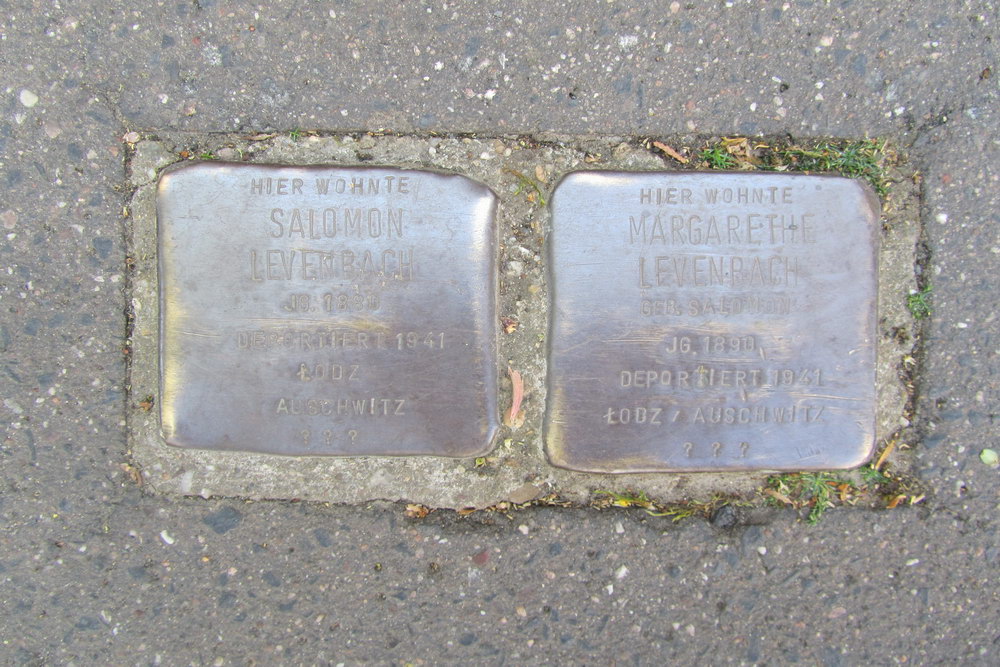 HIER WOHNTE
SALOMON
LEVENBACH
JG. 1880
DEPORTIERT 1941
ŁODZ
AUSCHWITZ
? ? ?
HIER WOHNTE
MARGARETHE
LEVENBACH
GEB. SALOMON
JG. 1890
DEPORTIERT 1941
ŁODZ / AUSCHWITZ
? ? ?